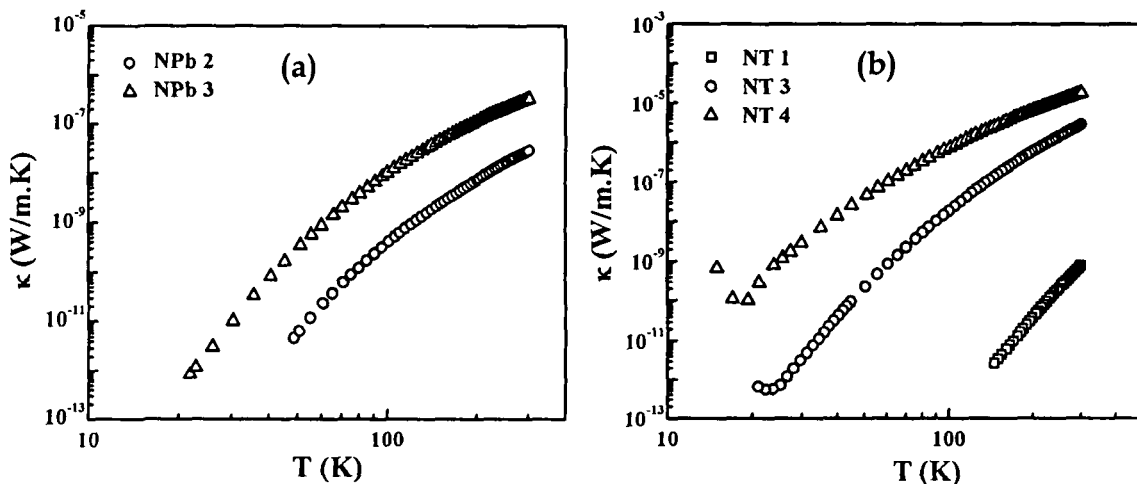 (a)
NPb 2
NPb 3
κ (W/m.K)
10⁻⁵
10⁻⁷
10⁻⁹
10⁻¹¹
10⁻¹³
10
100
T (K)
(b)
NT 1
NT 3
NT 4
κ (W/m.K)
10⁻³
10⁻⁵
10⁻⁷
10⁻⁹
10⁻¹¹
10⁻¹³
10
100
T (K)